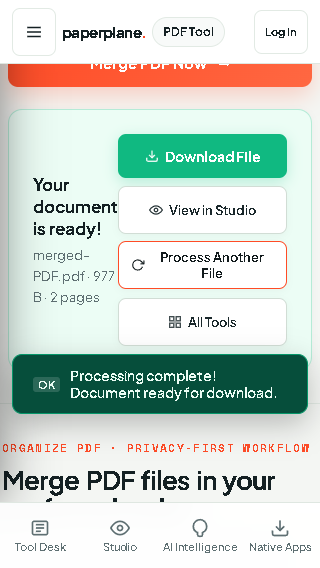 paperplane.
PDF Tool
Log In
Merge PDF Now →
Your
document
is ready!
merged-
PDF.pdf · 977
B · 2 pages
Download File
View in Studio
Process Another
File
All Tools
OK
Processing complete!
Document ready for download.
ORGANIZE PDF · PRIVACY-FIRST WORKFLOW
Merge PDF files in your
Tool Desk
Studio
AI Intelligence
Native Apps